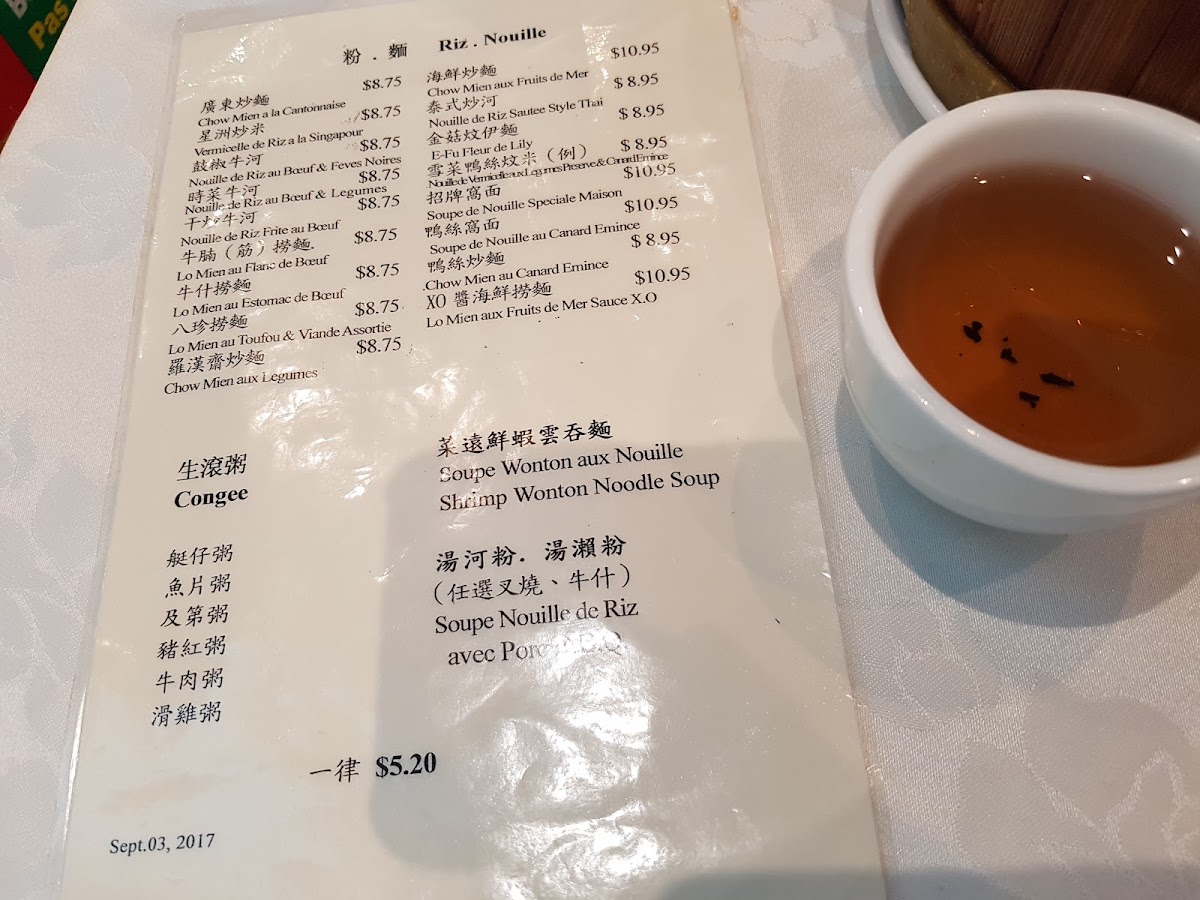 粉 . 麵 Riz . Nouille
$8.75
廣東炒麵
Chow Mien a la Cantonnaise
$8.75
星洲炒米
Vermicelle de Riz a la Singapour
$8.75
鼓椒牛河
Nouille de Riz au Bœuf & Feves Noires
$8.75
時菜牛河
Nouille de Riz au Bœuf & Legumes
$8.75
干炒牛河
Nouille de Riz Frite au Bœuf
$8.75
牛腩（筋）撈麵.
Lo Mien au Flanc de Bœuf
$8.75
牛什撈麵
Lo Mien au Estomac de Bœuf
$8.75
八珍撈麵
Lo Mien au Toufou & Viande Assortie
$8.75
羅漢齋炒麵
Chow Mien aux Legumes
$10.95
海鮮炒麵
Chow Mien aux Fruits de Mer
$ 8.95
泰式炒河
Nouille de Riz Sautee Style Thai
$ 8.95
金菇炆伊麵
E-Fu Fleur de Lily
$ 8.95
雪菜鴨絲炆米（例）
.Nouille de Vermicelle aux Legumes Preserve & Canard Emince
$10.95
招牌窩面
Soupe de Nouille Speciale Maison
$10.95
鴨絲窩面
Soupe de Nouille au Canard Emince
$ 8.95
鴨絲炒麵
.Chow Mien au Canard Emince
$10.95
XO 醬海鮮撈麵
Lo Mien aux Fruits de Mer Sauce X.O
生滾粥
Congee
艇仔粥
魚片粥
及第粥
豬紅粥
牛肉粥
滑雞粥
菜遠鮮蝦雲吞麵
Soupe Wonton aux Nouille
Shrimp Wonton Noodle Soup
湯河粉. 湯瀨粉
（任選叉燒、牛什）
Soupe Nouille de Riz
avec Porc
一律 $5.20
Sept.03, 2017
Pas